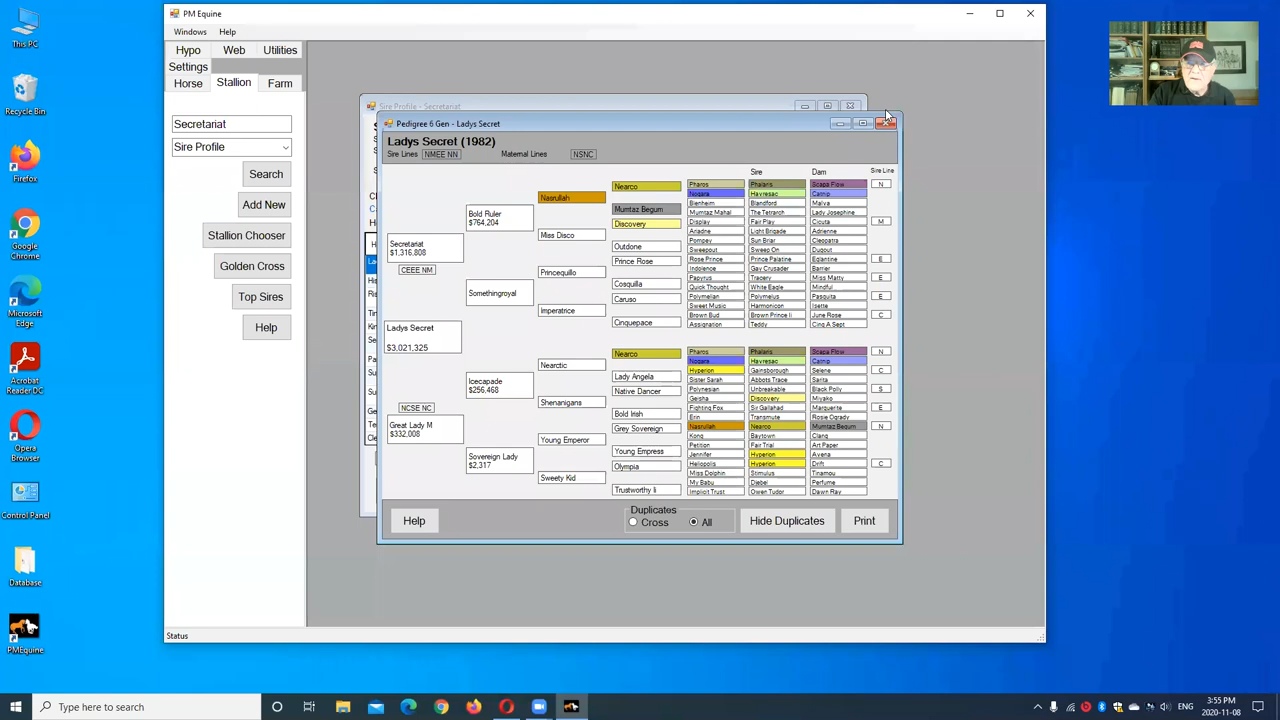 This PC
Recycle Bin
Firefox
Google
Chrome
Microsoft
Edge
Acrobat
Reader DC
Opera
Browser
Control Panel
Database
PMEquine
PM Equine
Windows Help
Hypo Web Utilities
Settings
Horse Stallion Farm
Secretariat
Sire Profile
Search
Add New
Stallion Chooser
Golden Cross
Top Sires
Help
Status
Sire Profile - Secretariat
Pedigree 6 Gen - Ladys Secret
Ladys Secret (1982)
Sire Lines NMEE NN Maternal Lines NSNC
Sire Dam Sire Line
Ladys Secret
$3,021,325
Secretariat
$1,316,808
CEEE NM
NCSE NC
Great Lady M
$332,008
Bold Ruler
$764,204
Somethingroyal
Icecapade
$256,468
Sovereign Lady
$2,317
Nasrullah
Miss Disco
Princequillo
Imperatrice
Nearctic
Shenanigans
Young Emperor
Sweety Kid
Nearco
Mumtaz Begum
Discovery
Outdone
Prince Rose
Cosquilla
Caruso
Cinquepace
Nearco
Lady Angela
Native Dancer
Bold Irish
Grey Sovereign
Young Empress
Olympia
Trustworthy Ii
Pharos Phalaris Scapa Flow N
Nogara Havresac Catnip
Blenheim Blandford Malva
Mumtaz Mahal The Tetrarch Lady Josephine
Display Fair Play Cicuta M
Ariadne Light Brigade Adrienne
Pompey Sun Briar Cleopatra
Sweepout Sweep On Dugout
Rose Prince Prince Palatine Eglantine E
Indolence Gay Crusader Barrier
Papyrus Tracery Miss Matty E
Quick Thought White Eagle Mindful
Polymelian Polymelus Pasquita E
Sweet Music Harmonicon Isette
Brown Bud Brown Prince Ii June Rose C
Assignation Teddy Cinq A Sept
Pharos Phalaris Scapa Flow N
Nogara Havresac Catnip
Hyperion Gainsborough Selene C
Sister Sarah Abbots Trace Sarita
Polynesian Unbreakable Black Polly S
Geisha Discovery Miyako
Fighting Fox Sir Gallahad Marguerite E
Erin Transmute Rosie Ogrady
Nasrullah Nearco Mumtaz Begum N
Kong Baytown Clang
Petition Fair Trial Art Paper
Jennifer Hyperion Avena
Heliopolis Hyperion Drift C
Miss Dolphin Stimulus Tinamou
My Babu Djebel Perfume
Implicit Trust Owen Tudor Dawn Ray
Help
Duplicates
Cross All
Hide Duplicates
Print
Type here to search
3:55 PM
2020-11-08